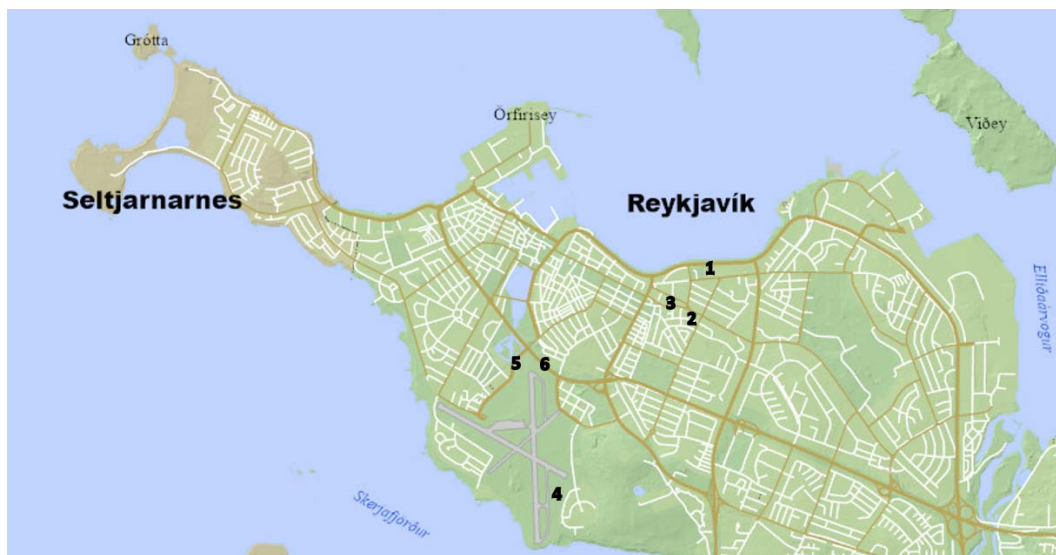 Grótta
Örfirisey
Viðey
Seltjarnarnes
Reykjavík
1
Elliðaárvogur
3
2
5
6
4
Skerjafjörður